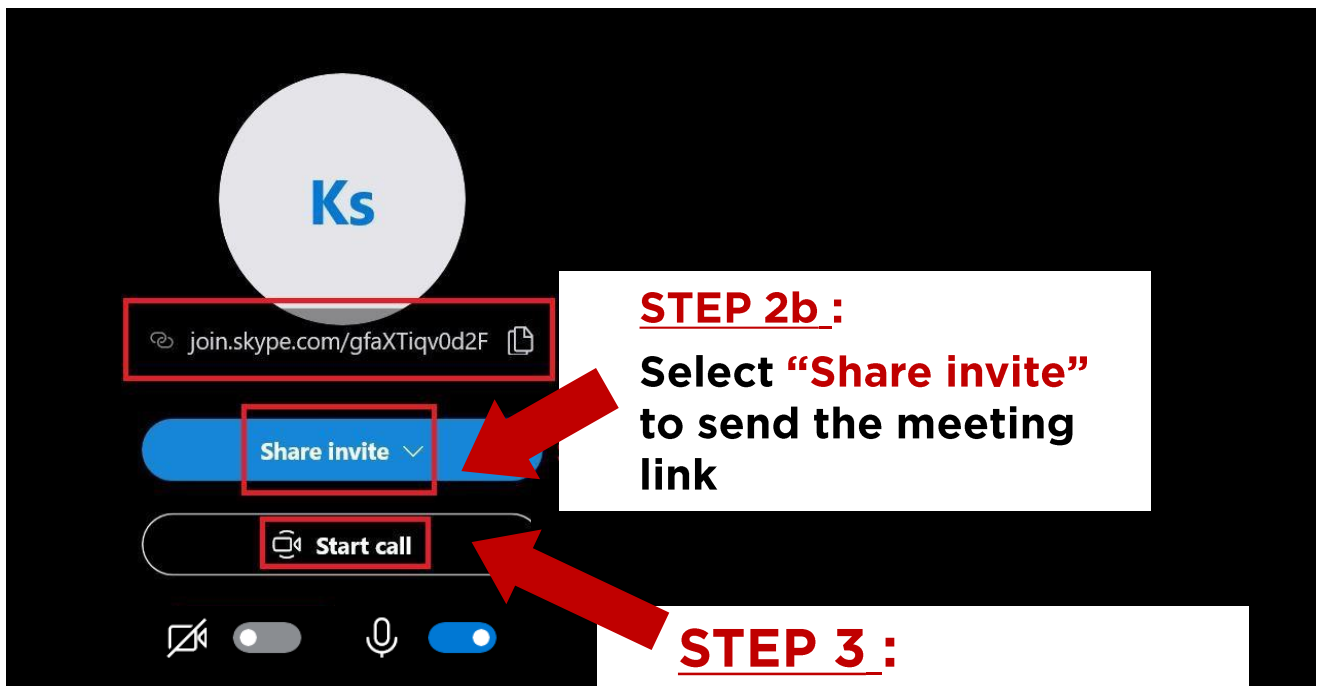 Ks
join.skype.com/gfaXTiqv0d2F
Share invite
Start call
STEP 2b :
Select “Share invite”
to send the meeting
link
STEP 3 :